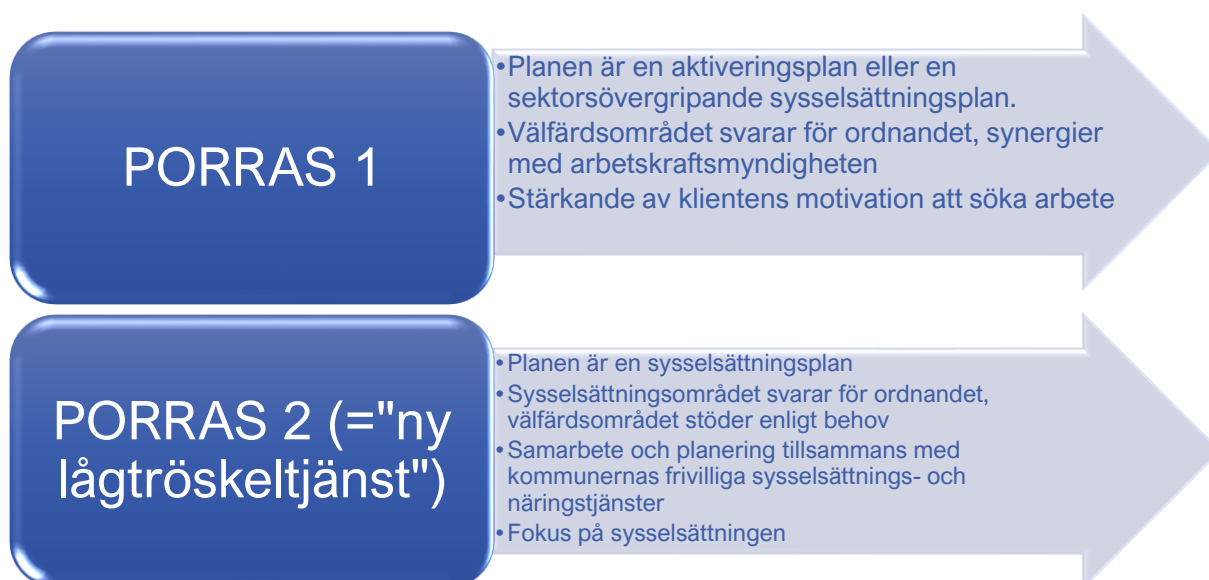 PORRAS 1
•Planen är en aktiveringsplan eller en
sektorsövergripande sysselsättningsplan.
•Välfärdsområdet svarar för ordnandet, synergier
med arbetskraftsmyndigheten
•Stärkande av klientens motivation att söka arbete
PORRAS 2 (="ny
lågtröskeltjänst")
•Planen är en sysselsättningsplan
•Sysselsättningsområdet svarar för ordnandet,
välfärdsområdet stöder enligt behov
•Samarbete och planering tillsammans med
kommunernas frivilliga sysselsättnings- och
näringstjänster
•Fokus på sysselsättningen